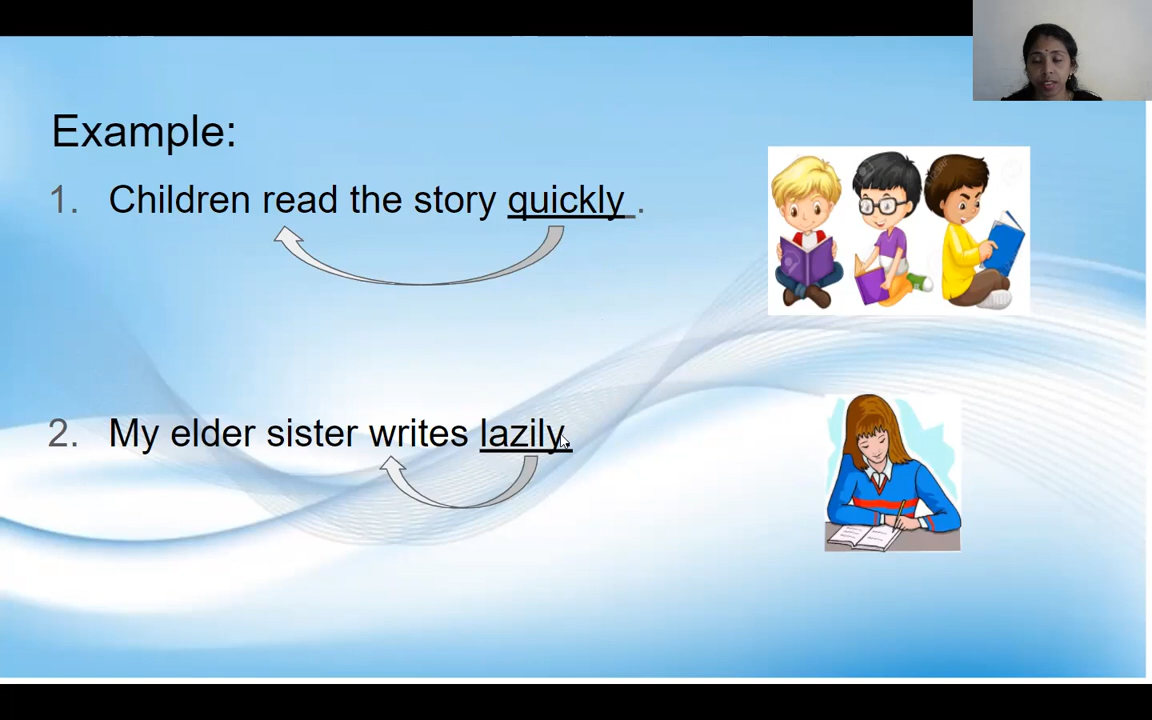 Example:
1. Children read the story quickly .
2. My elder sister writes lazily.